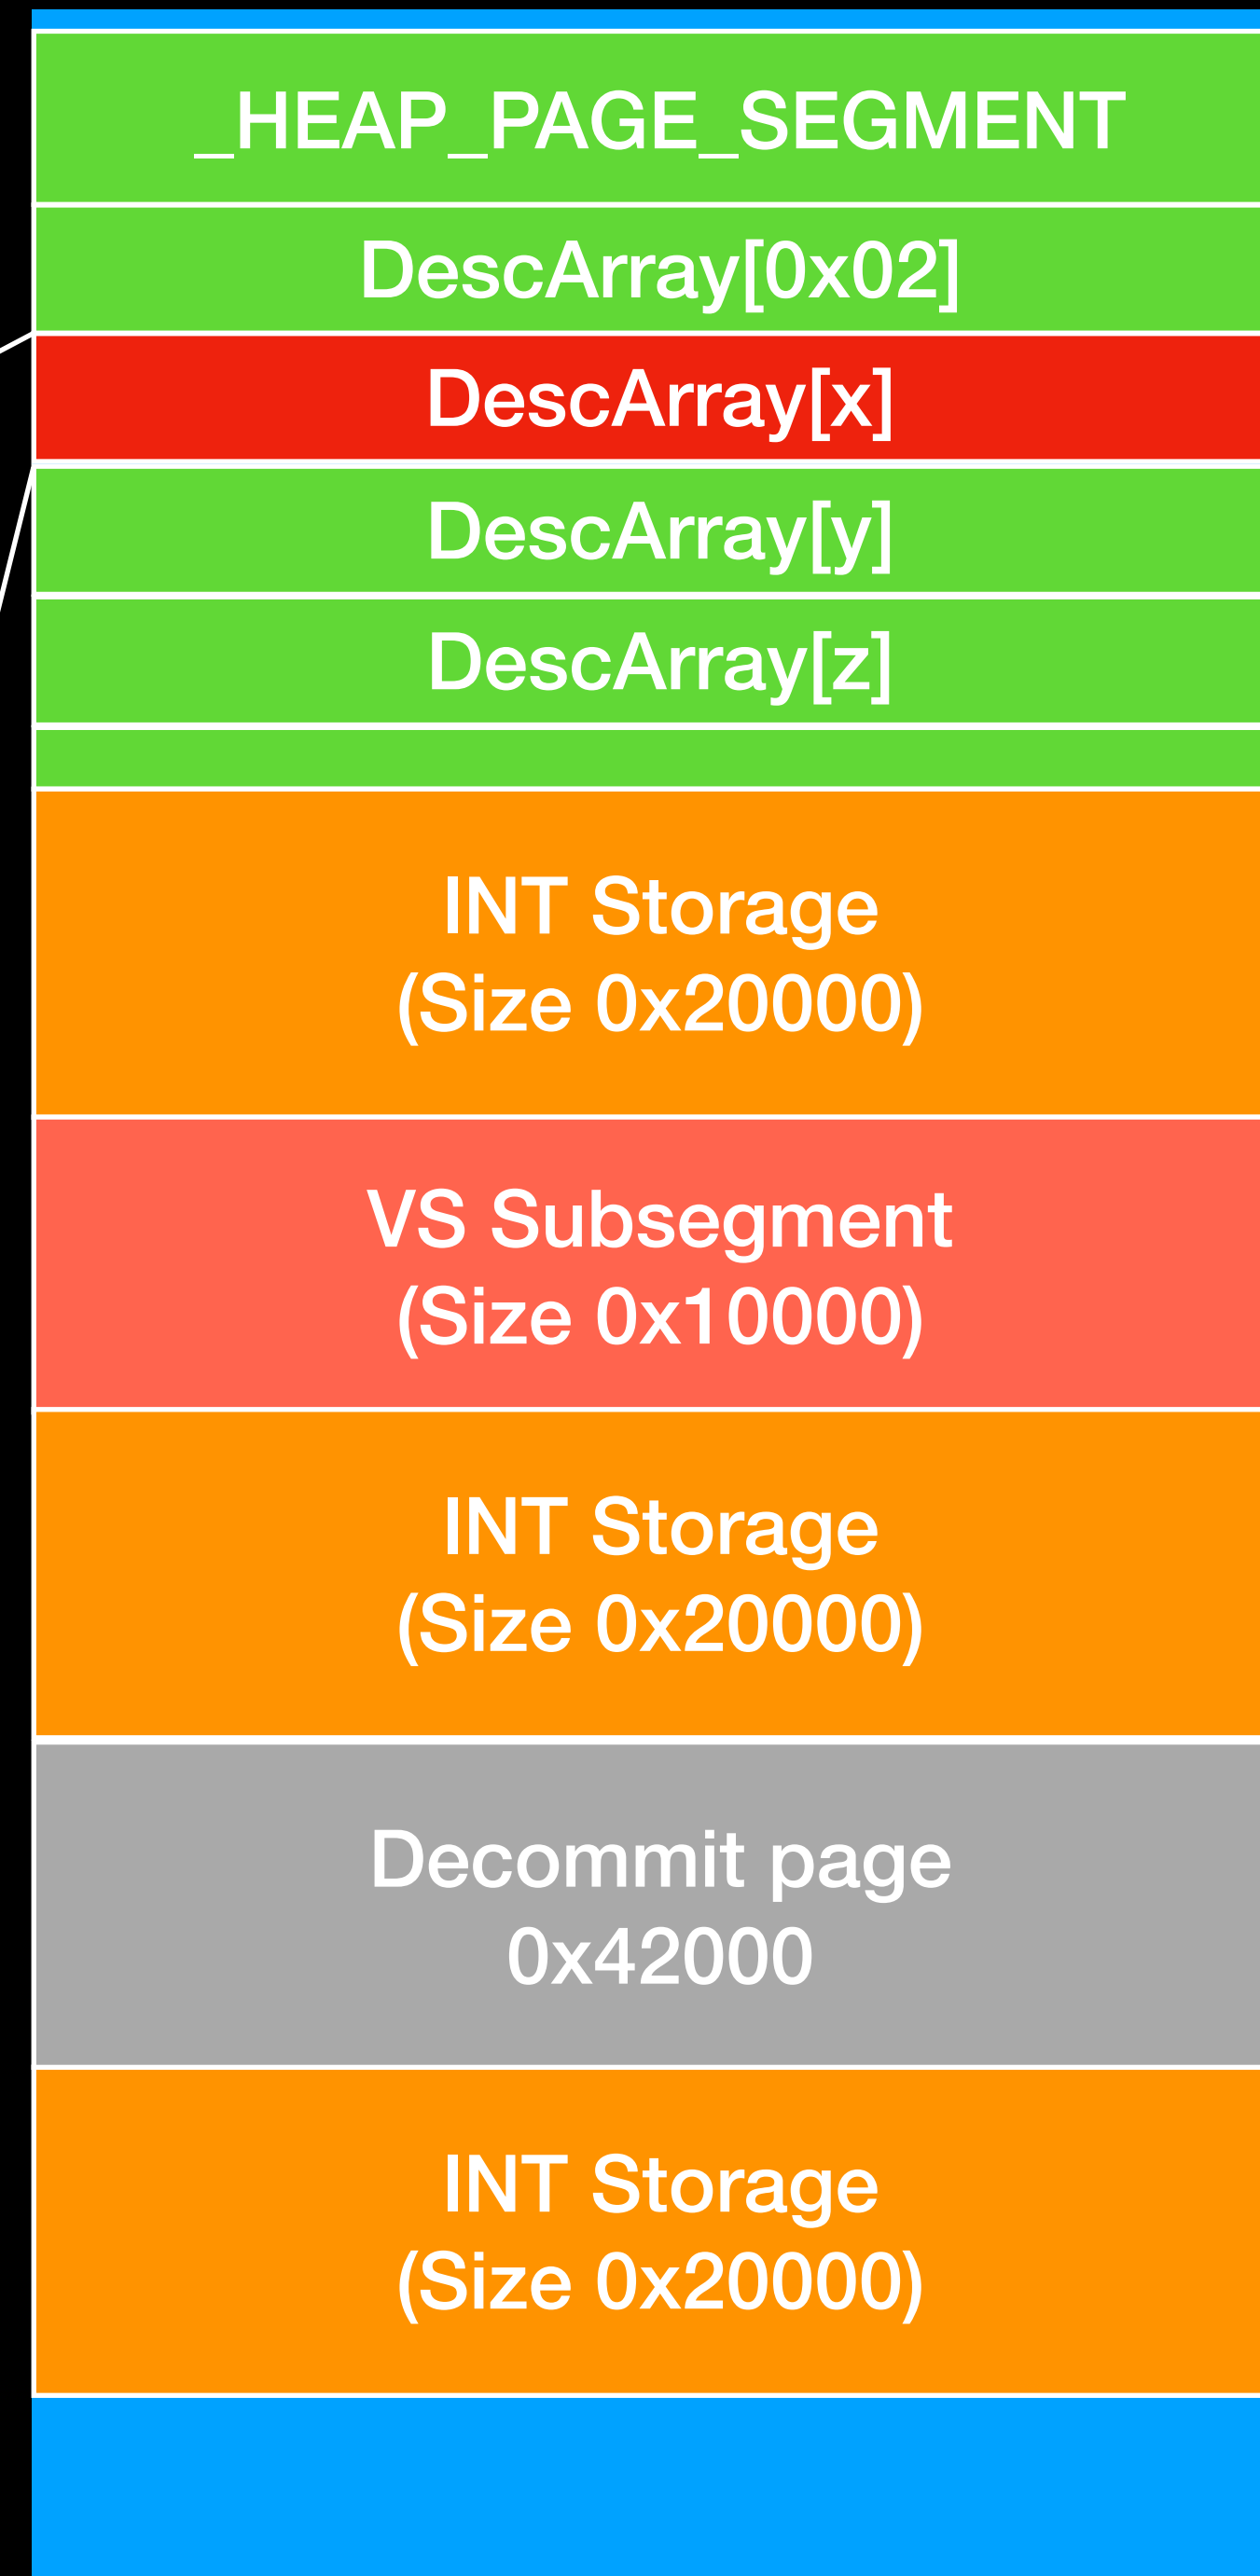 _HEAP_PAGE_SEGMENT
DescArray[0x02]
DescArray[x]
DescArray[y]
DescArray[z]
INT Storage
(Size 0x20000)
VS Subsegment
(Size 0x10000)
INT Storage
(Size 0x20000)
Decommit page
0x42000
INT Storage
(Size 0x20000)